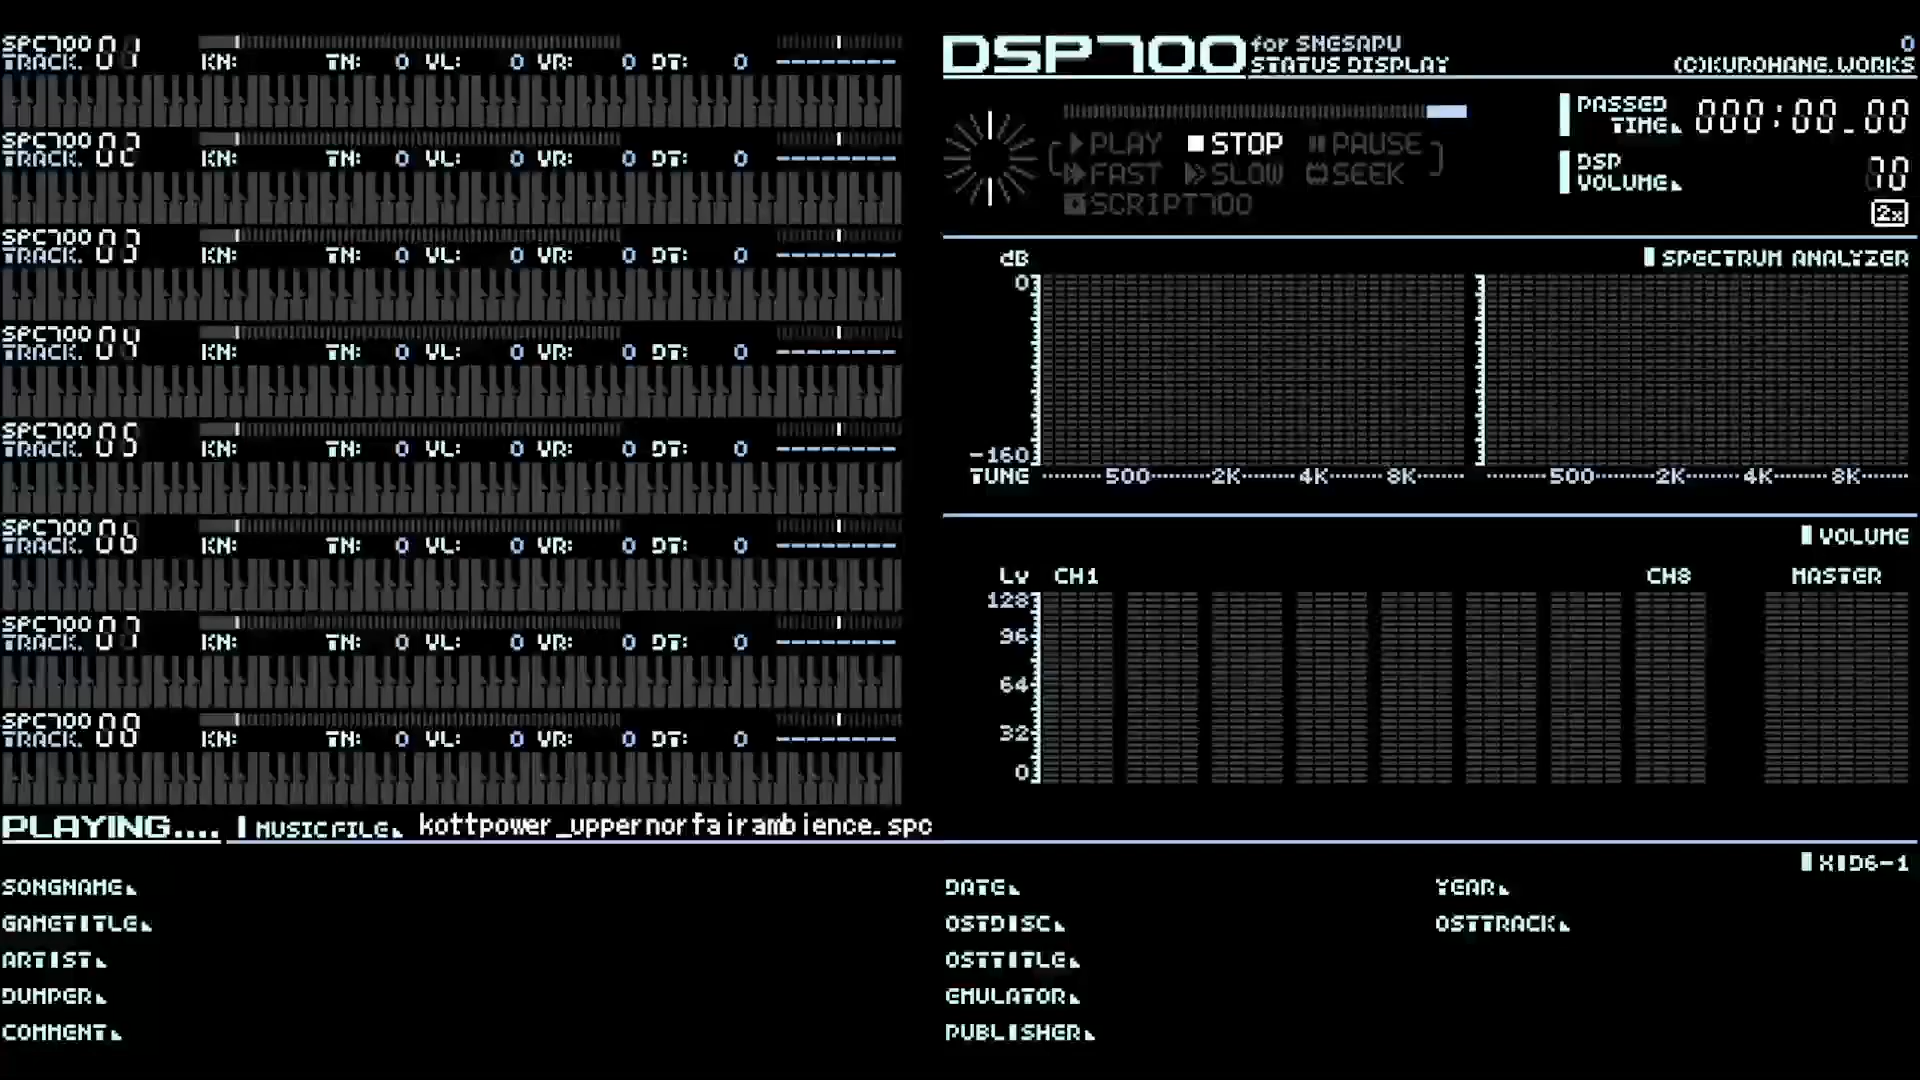 SPC700 TRACK. 01 KN: TN: 0 VL: 0 VR: 0 DT: 0
SPC700 TRACK. 02 KN: TN: 0 VL: 0 VR: 0 DT: 0
SPC700 TRACK. 03 KN: TN: 0 VL: 0 VR: 0 DT: 0
SPC700 TRACK. 04 KN: TN: 0 VL: 0 VR: 0 DT: 0
SPC700 TRACK. 05 KN: TN: 0 VL: 0 VR: 0 DT: 0
SPC700 TRACK. 06 KN: TN: 0 VL: 0 VR: 0 DT: 0
SPC700 TRACK. 07 KN: TN: 0 VL: 0 VR: 0 DT: 0
SPC700 TRACK. 08 KN: TN: 0 VL: 0 VR: 0 DT: 0
DSP700 for SNESAPU
STATUS DISPLAY
0
(C)KUROHANE.WORKS
PLAY STOP PAUSE
FAST SLOW SEEK
SCRIPT700
PASSED TIME 000:00.00
DSP VOLUME 10
2x
dB SPECTRUM ANALYZER
0
-160
TUNE 500 2K 4K 8K 500 2K 4K 8K
VOLUME
Lv CH1 CH8 MASTER
128
96
64
32
0
PLAYING.... MUSICFILE kottpower_uppernorfairambience.spc
XID6-1
SONGNAME DATE YEAR
GAMETITLE OSTDISC OSTTRACK
ARTIST OSTTITLE
DUMPER EMULATOR
COMMENT PUBLISHER